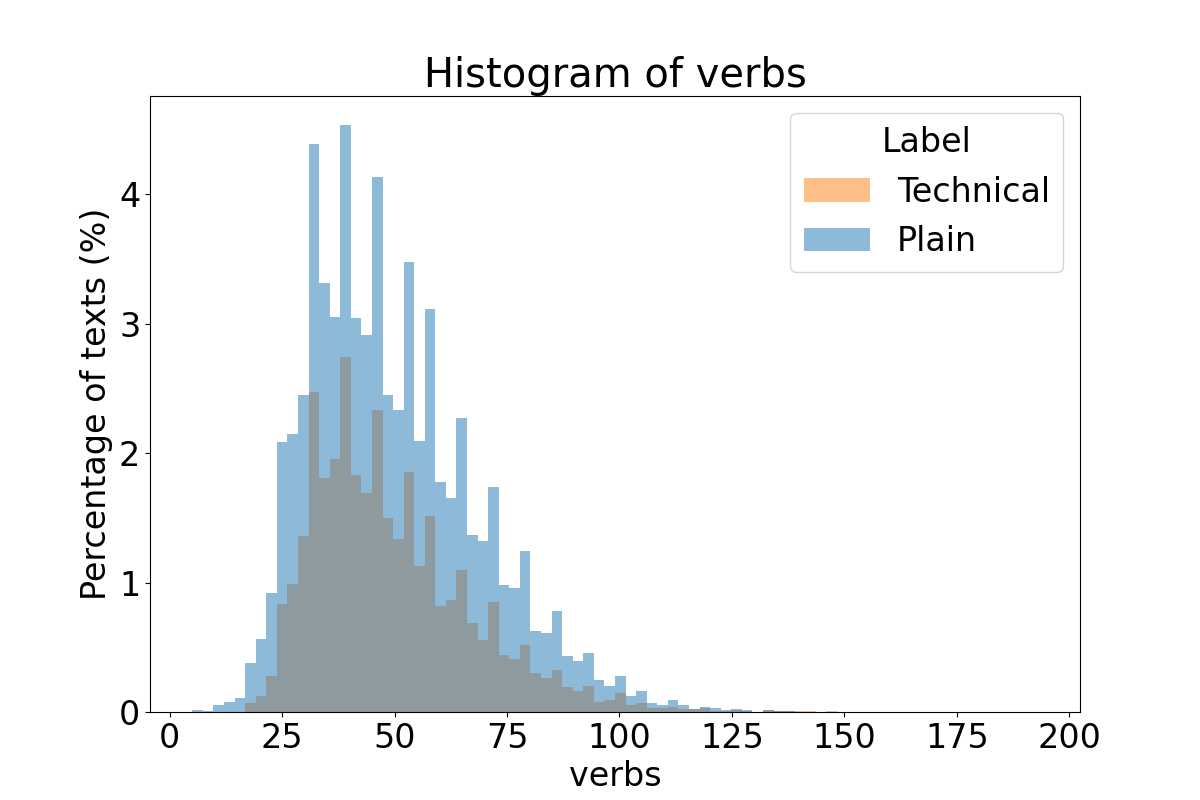 Histogram of verbs
Label
Technical
Plain
Percentage of texts (%)
4
3
2
1
0
0 25 50 75 100 125 150 175 200
verbs